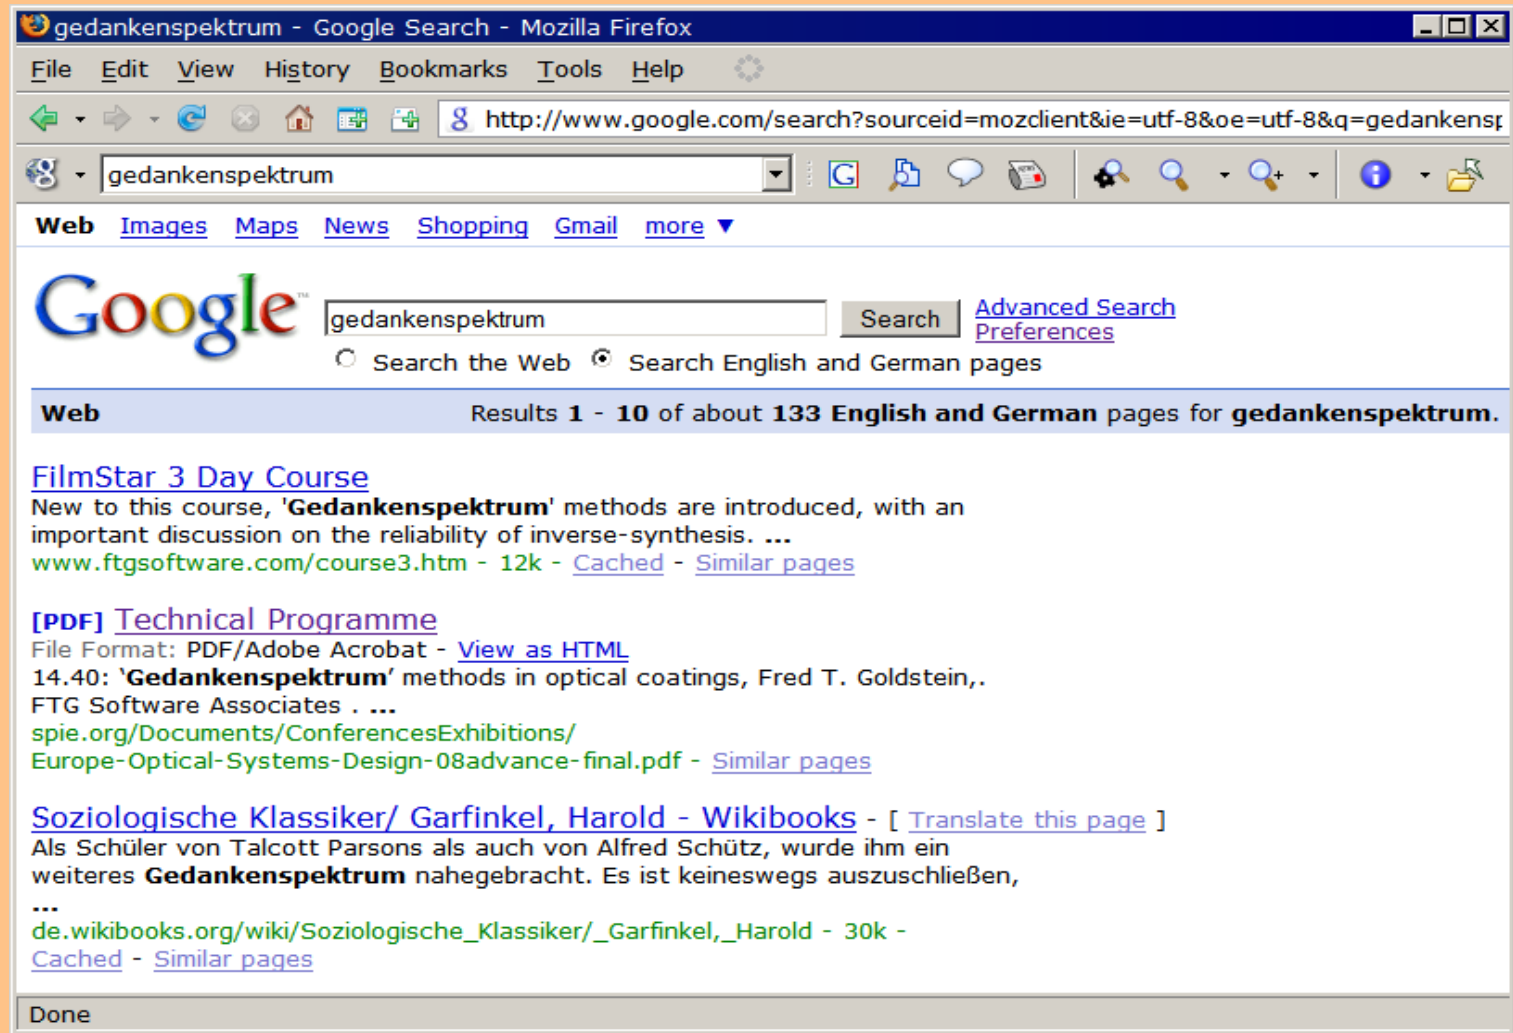 gedankenspektrum - Google Search - Mozilla Firefox
File Edit View History Bookmarks Tools Help
http://www.google.com/search?sourceid=mozclient&ie=utf-8&oe=utf-8&q=gedankensp
gedankenspektrum
Web Images Maps News Shopping Gmail more ▼
Google™
gedankenspektrum Search Advanced Search
Preferences
Search the Web Search English and German pages
Web Results 1 - 10 of about 133 English and German pages for gedankenspektrum.
FilmStar 3 Day Course
New to this course, 'Gedankenspektrum' methods are introduced, with an
important discussion on the reliability of inverse-synthesis. ...
www.ftgsoftware.com/course3.htm - 12k - Cached - Similar pages
[PDF] Technical Programme
File Format: PDF/Adobe Acrobat - View as HTML
14.40: ‘Gedankenspektrum’ methods in optical coatings, Fred T. Goldstein,.
FTG Software Associates . ...
spie.org/Documents/ConferencesExhibitions/
Europe-Optical-Systems-Design-08advance-final.pdf - Similar pages
Soziologische Klassiker/ Garfinkel, Harold - Wikibooks - [ Translate this page ]
Als Schüler von Talcott Parsons als auch von Alfred Schütz, wurde ihm ein
weiteres Gedankenspektrum nahegebracht. Es ist keineswegs auszuschließen,
...
de.wikibooks.org/wiki/Soziologische_Klassiker/_Garfinkel,_Harold - 30k -
Cached - Similar pages
Done